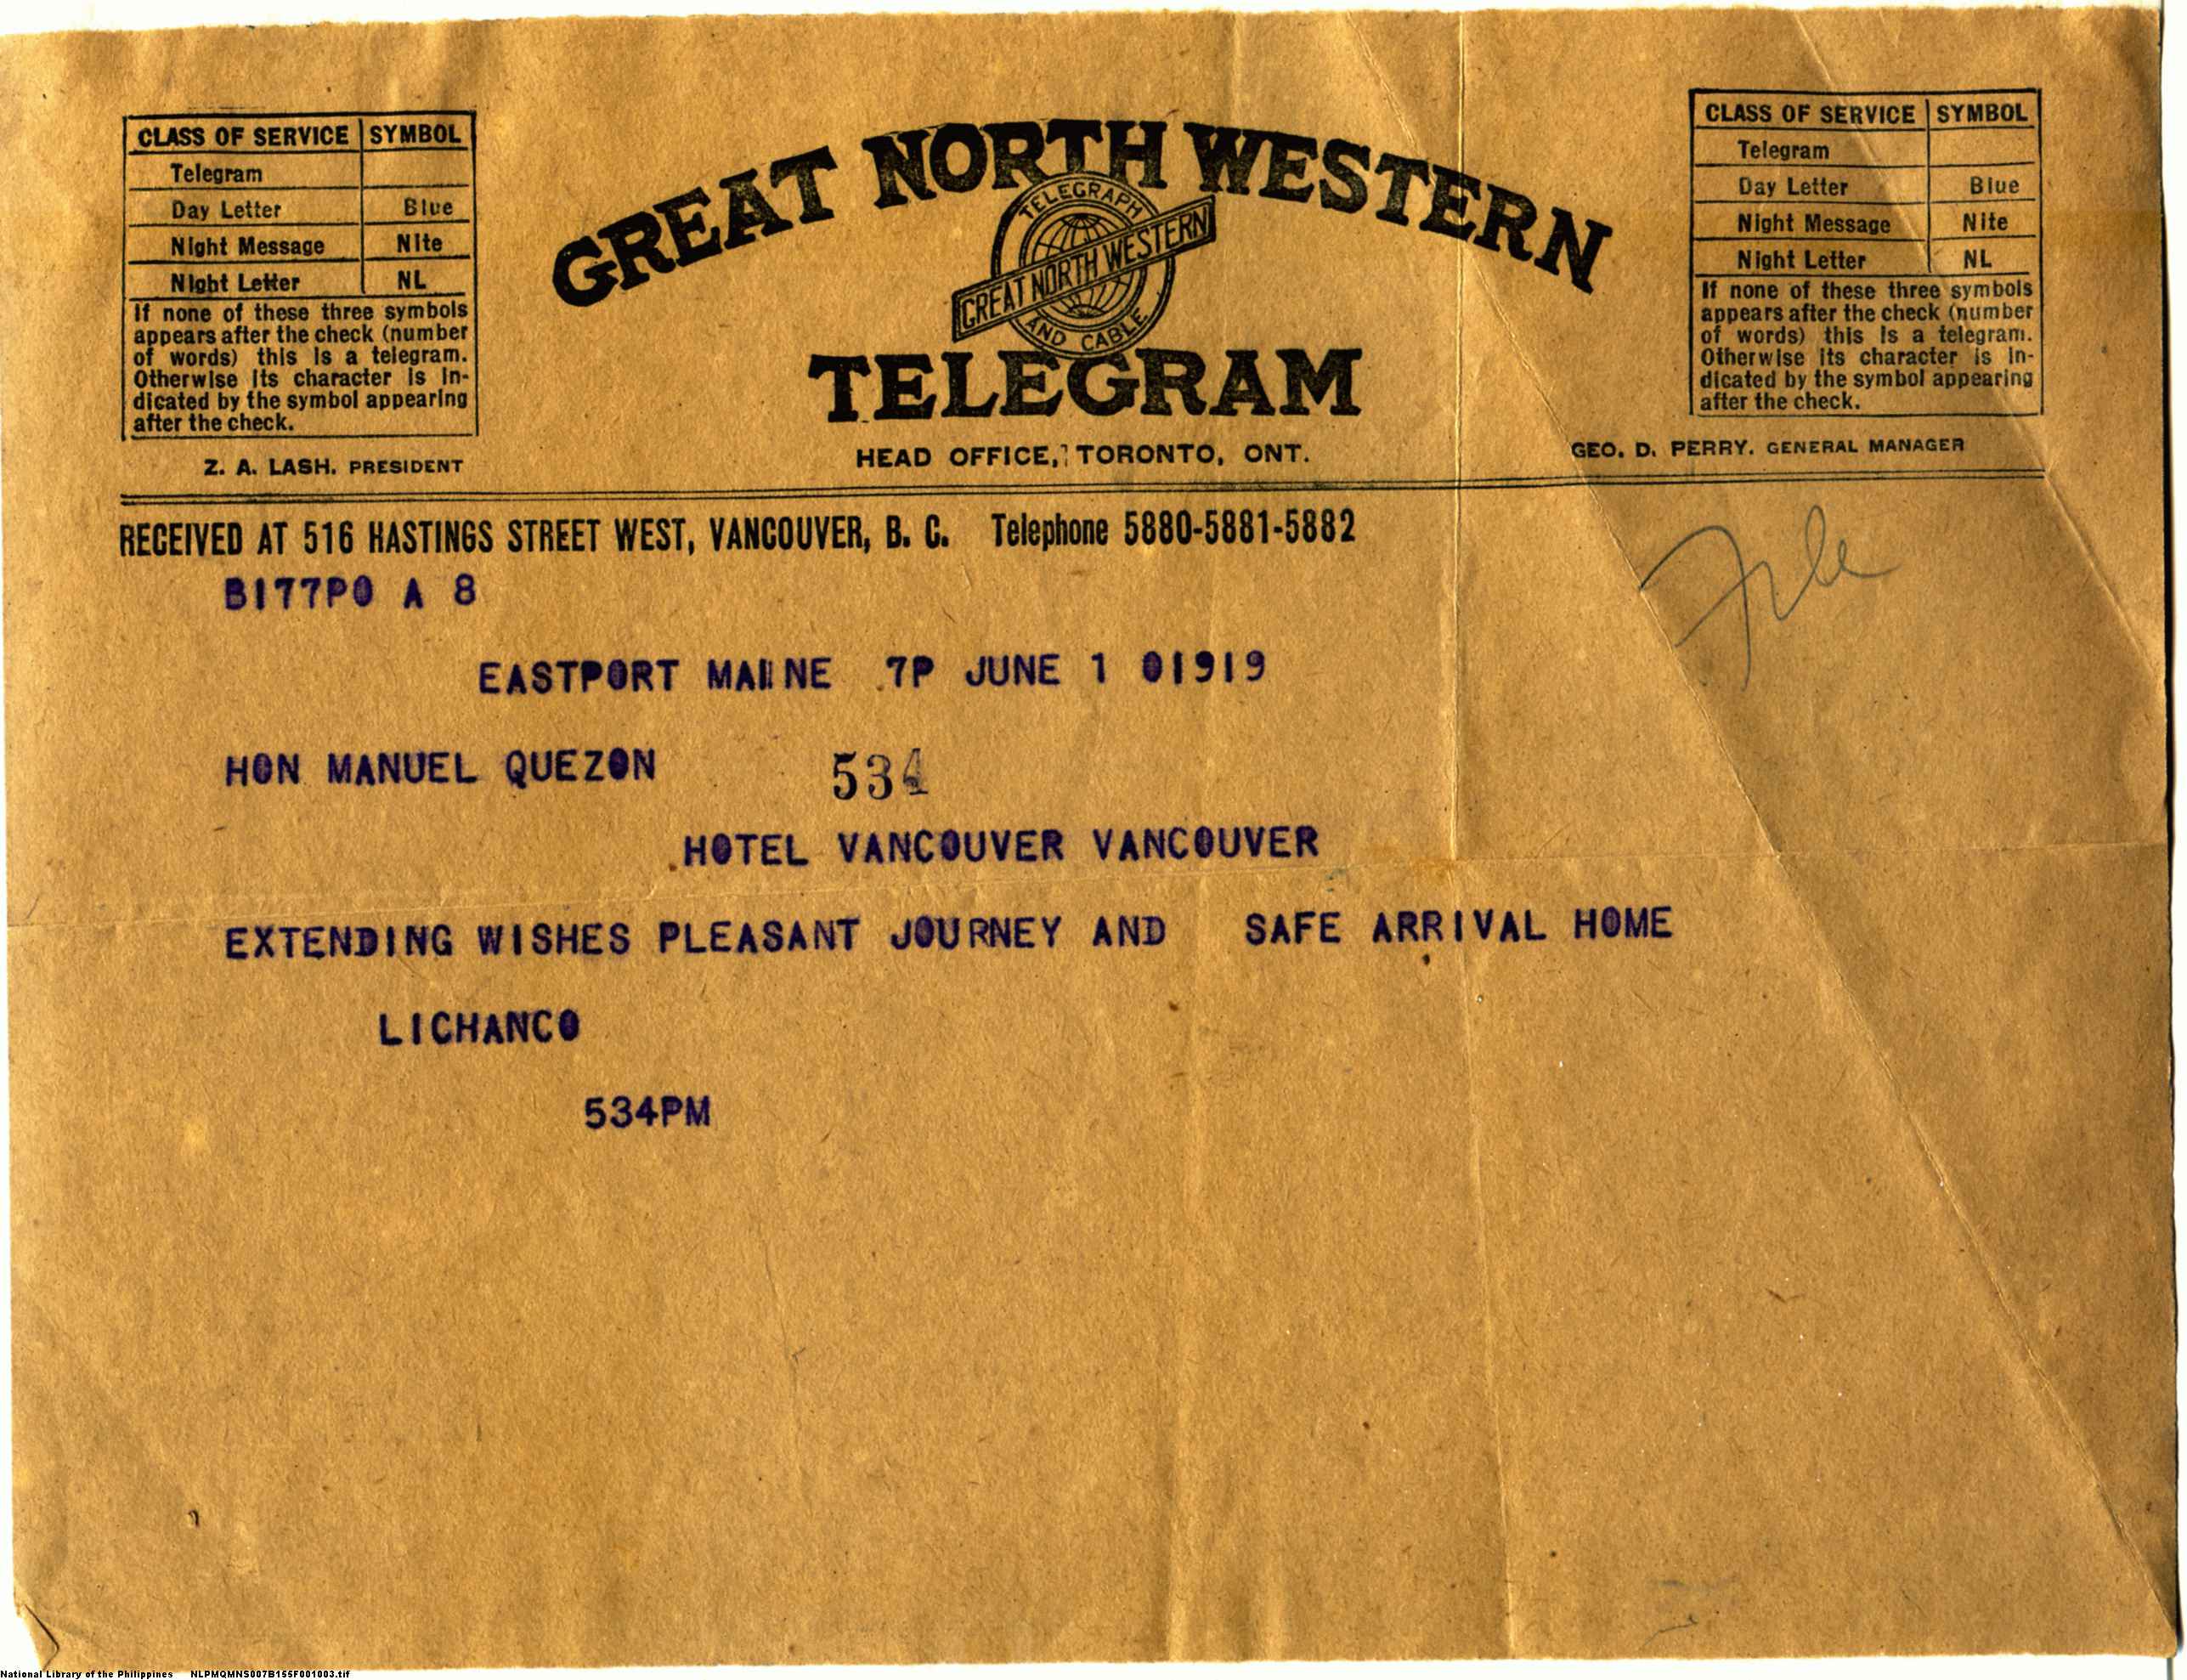 CLASS OF SERVICE SYMBOL
Telegram
Day Letter Blue
Night Message Nite
Night Letter NL
If none of these three symbols
appears after the check (number
of words) this is a telegram.
Otherwise its character is in-
dicated by the symbol appearing
after the check.
Z. A. LASH. PRESIDENT
GREAT NORTH WESTERN
TELEGRAPH
GREAT NORTH WESTERN
AND CABLE
TELEGRAM
HEAD OFFICE, TORONTO, ONT.
CLASS OF SERVICE SYMBOL
Telegram
Day Letter Blue
Night Message Nite
Night Letter NL
If none of these three symbols
appears after the check (number
of words) this is a telegram.
Otherwise its character is in-
dicated by the symbol appearing
after the check.
GEO. D. PERRY. GENERAL MANAGER
RECEIVED AT 516 HASTINGS STREET WEST, VANCOUVER, B. C. Telephone 5880-5881-5882
File
B177PO A 8
EASTPORT MAINE 7P JUNE 1 01919
HON MANUEL QUEZON 534
HOTEL VANCOUVER VANCOUVER
EXTENDING WISHES PLEASANT JOURNEY AND SAFE ARRIVAL HOME
LICHANCO
534PM
National Library of the Philippines NLPMQMNS007B155F001003.tif